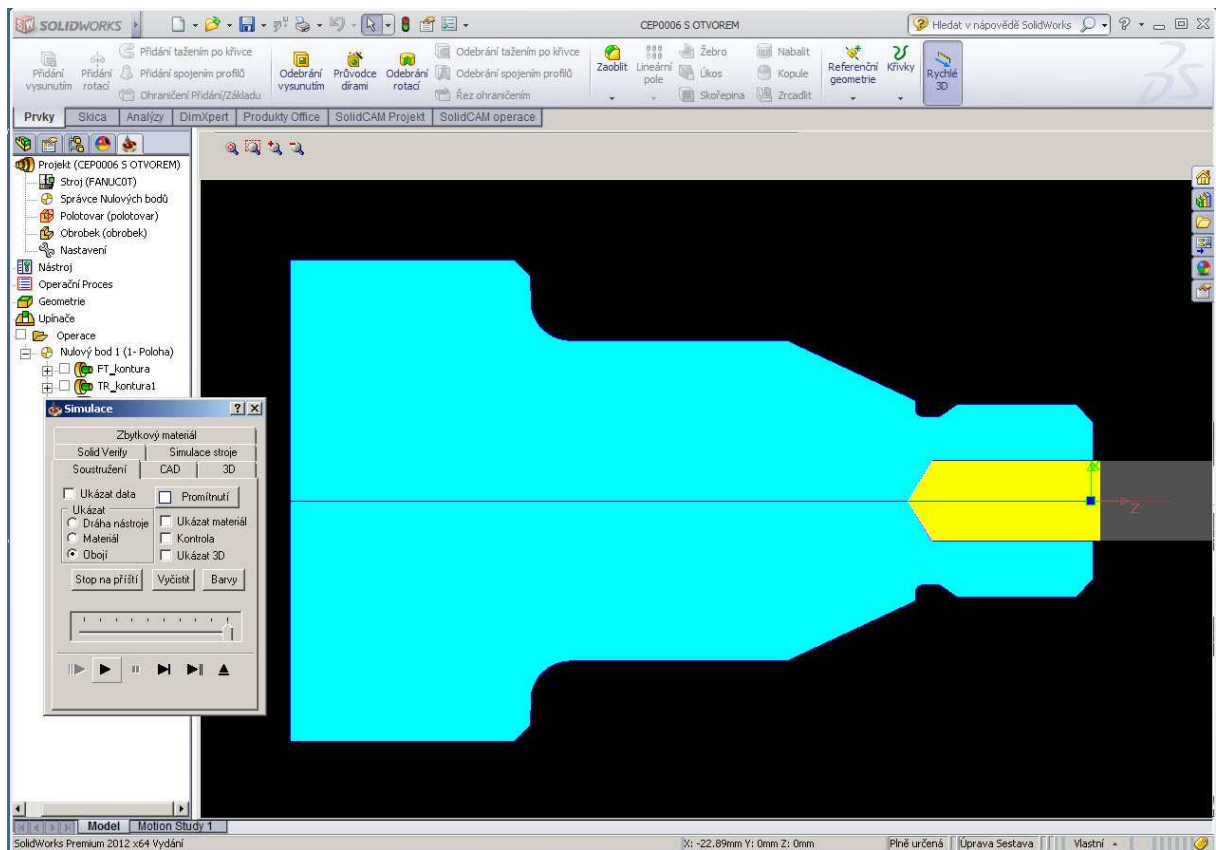 SOLIDWORKS
CEP0006 S OTVOREM
Hledat v nápovědě SolidWorks
Přidání vysunutím
Přidání rotací
Přidání tažením po křivce
Přidání spojením profilů
Ohraničení Přidání/Základu
Odebrání vysunutím
Průvodce dírami
Odebrání rotací
Odebrání tažením po křivce
Odebrání spojením profilů
Řez ohraničením
Zaoblit
Lineární pole
Žebro
Úkos
Skořepina
Nabalit
Kopule
Zrcadlit
Referenční geometrie
Křivky
Rychlé 3D
Prvky Skica Analýzy DimXpert Produkty Office SolidCAM Projekt SolidCAM operace
Projekt (CEP0006 S OTVOREM)
Stroj (FANUC0T)
Správce Nulových bodů
Polotovar (polotovar)
Obrobek (obrobek)
Nastavení
Nástroj
Operační Proces
Geometrie
Upínače
Operace
Nulový bod 1 (1- Poloha)
FT_kontura
TR_kontura1
Simulace
Zbytkový materiál
Solid Verify Simulace stroje
Soustružení CAD 3D
Ukázat data
Promítnutí
Ukázat
Dráha nástroje
Materiál
Obojí
Ukázat materiál
Kontrola
Ukázat 3D
Stop na příští Vyčistit Barvy
X
Z
Model Motion Study 1
SolidWorks Premium 2012 x64 Vydání
X: -22.89mm Y: 0mm Z: 0mm
Plně určená
Úprava Sestava
Vlastní